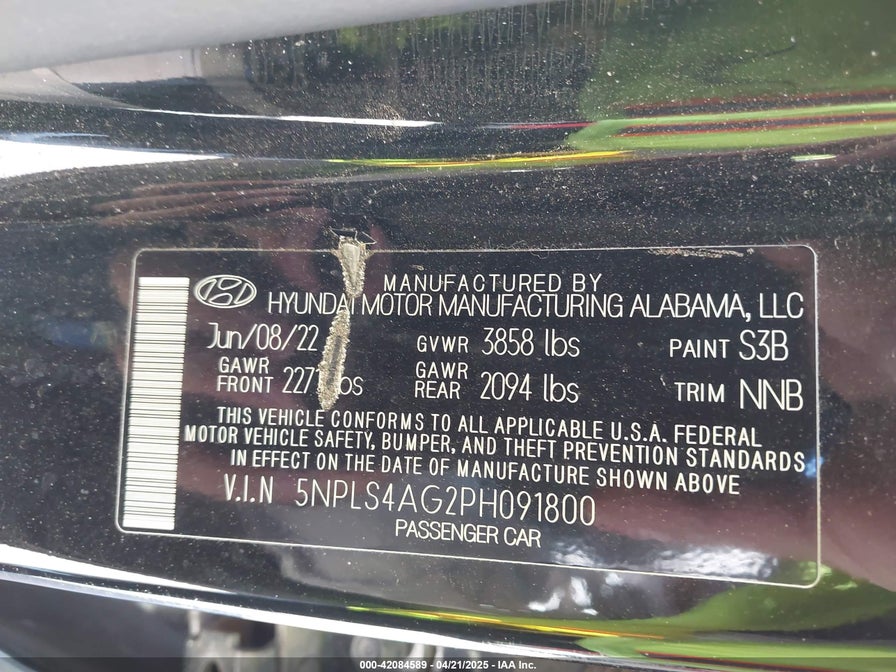 MANUFACTURED BY
HYUNDAI MOTOR MANUFACTURING ALABAMA, LLC
Jun/08/22 GVWR 3858 lbs PAINT S3B
GAWR FRONT lbs GAWR REAR 2094 lbs TRIM NNB
THIS VEHICLE CONFORMS TO ALL APPLICABLE U.S.A. FEDERAL
MOTOR VEHICLE SAFETY, BUMPER, AND THEFT PREVENTION STANDARDS
IN EFFECT ON THE DATE OF MANUFACTURE SHOWN ABOVE
V.I.N 5NPLS4AG2PH091800
PASSENGER CAR
000-42084589 - 04/21/2025 - IAA Inc.